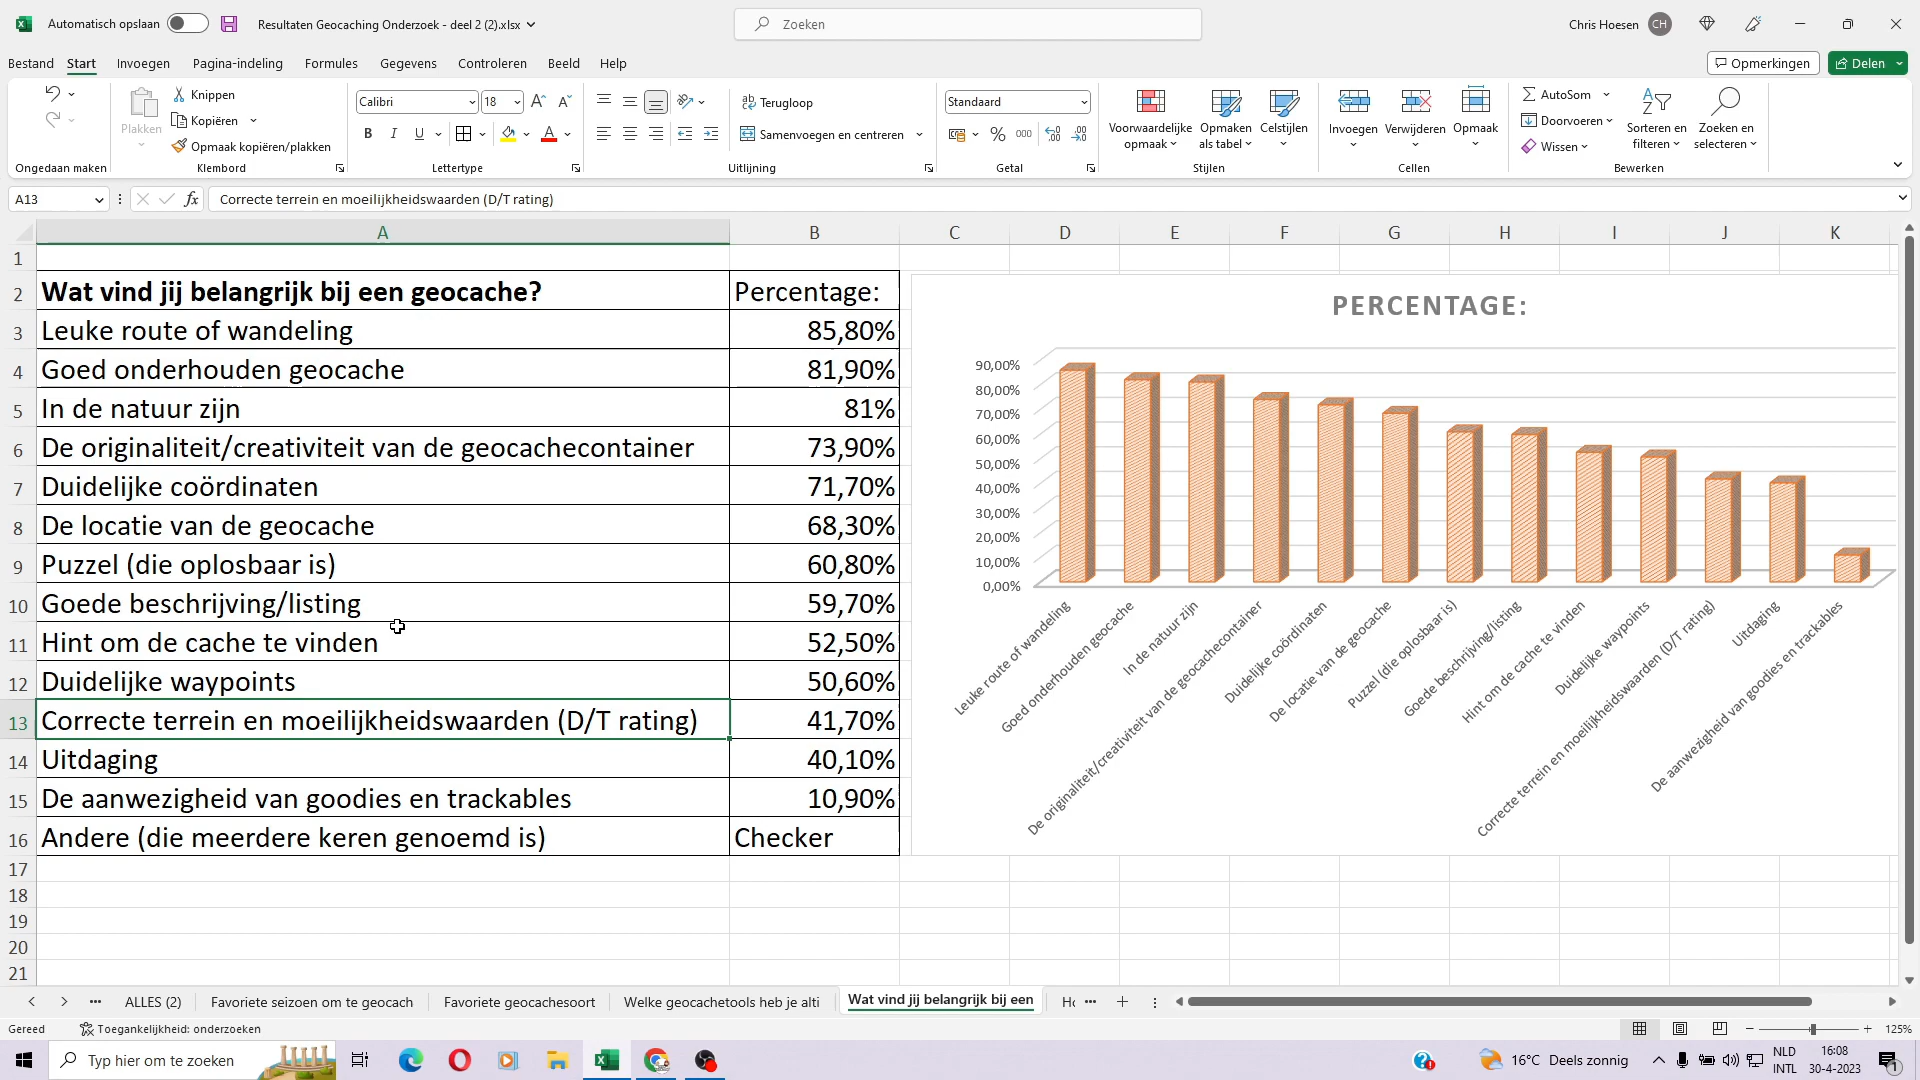 Automatisch opslaan
Resultaten Geocaching Onderzoek - deel 2 (2).xlsx
Zoeken
Chris Hoesen CH
Bestand Start Invoegen Pagina-indeling Formules Gegevens Controleren Beeld Help
Opmerkingen Delen
Plakken
Knippen
Kopiëren
Opmaak kopiëren/plakken
Calibri 18
B I U
Terugloop
Samenvoegen en centreren
Standaard
% 000
Voorwaardelijke opmaak
Opmaken als tabel
Celstijlen
Invoegen
Verwijderen
Opmaak
AutoSom
Doorvoeren
Wissen
Sorteren en filteren
Zoeken en selecteren
Ongedaan maken Klembord Lettertype Uitlijning Getal Stijlen Cellen Bewerken
A13 fx Correcte terrein en moeilijkheidswaarden (D/T rating)
A B C D E F G H I J K
1
2 Wat vind jij belangrijk bij een geocache? Percentage:
3 Leuke route of wandeling 85,80%
4 Goed onderhouden geocache 81,90%
5 In de natuur zijn 81%
6 De originaliteit/creativiteit van de geocachecontainer 73,90%
7 Duidelijke coördinaten 71,70%
8 De locatie van de geocache 68,30%
9 Puzzel (die oplosbaar is) 60,80%
10 Goede beschrijving/listing 59,70%
11 Hint om de cache te vinden 52,50%
12 Duidelijke waypoints 50,60%
13 Correcte terrein en moeilijkheidswaarden (D/T rating) 41,70%
14 Uitdaging 40,10%
15 De aanwezigheid van goodies en trackables 10,90%
16 Andere (die meerdere keren genoemd is) Checker
17
18
19
20
21
PERCENTAGE:
90,00%
80,00%
70,00%
60,00%
50,00%
40,00%
30,00%
20,00%
10,00%
0,00%
Leuke route of wandeling
Goed onderhouden geocache
In de natuur zijn
De originaliteit/creativiteit van de geocachecontainer
Duidelijke coördinaten
De locatie van de geocache
Puzzel (die oplosbaar is)
Goede beschrijving/listing
Hint om de cache te vinden
Duidelijke waypoints
Correcte terrein en moeilijkheidswaarden (D/T rating)
Uitdaging
De aanwezigheid van goodies en trackables
ALLES (2) Favoriete seizoen om te geocach Favoriete geocachesoort Welke geocachetools heb je alti Wat vind jij belangrijk bij een Ho
Gereed Toegankelijkheid: onderzoeken 125%
Typ hier om te zoeken
16°C Deels zonnig
NLD
INTL
16:08
30-4-2023
1